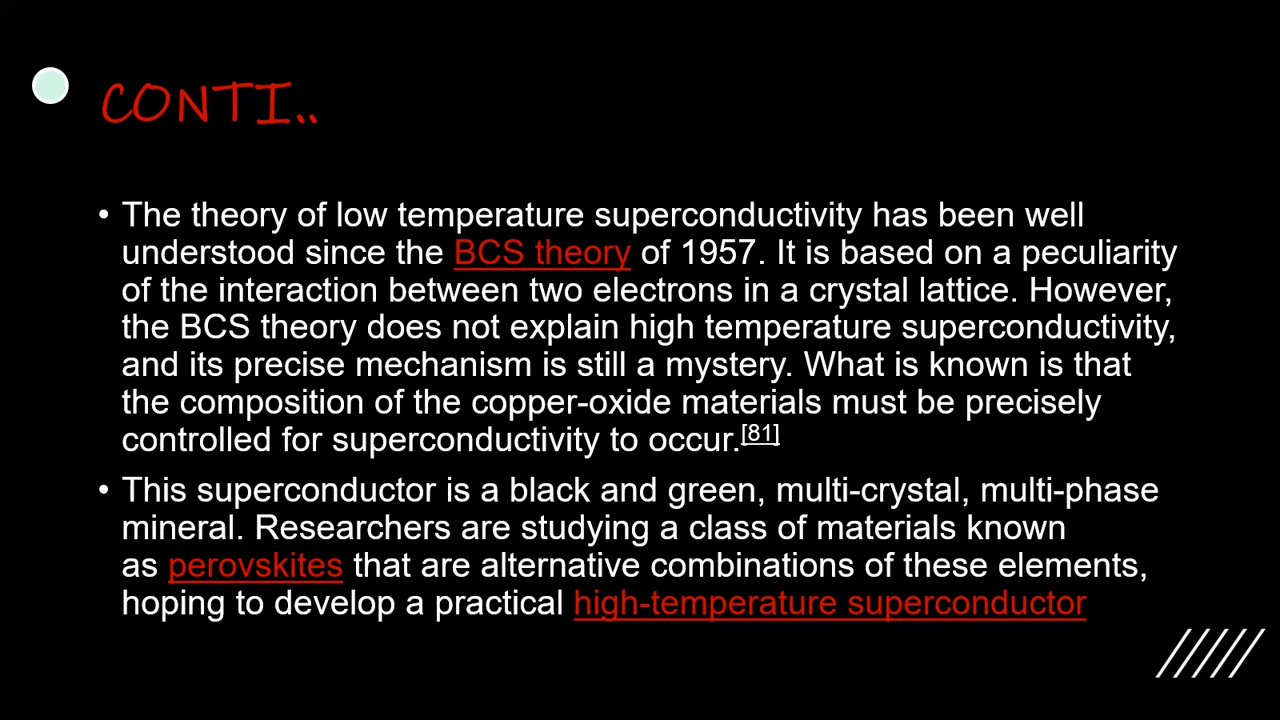 CONTI..
• The theory of low temperature superconductivity has been well
understood since the BCS theory of 1957. It is based on a peculiarity
of the interaction between two electrons in a crystal lattice. However,
the BCS theory does not explain high temperature superconductivity,
and its precise mechanism is still a mystery. What is known is that
the composition of the copper-oxide materials must be precisely
controlled for superconductivity to occur.[81]
• This superconductor is a black and green, multi-crystal, multi-phase
mineral. Researchers are studying a class of materials known
as perovskites that are alternative combinations of these elements,
hoping to develop a practical high-temperature superconductor